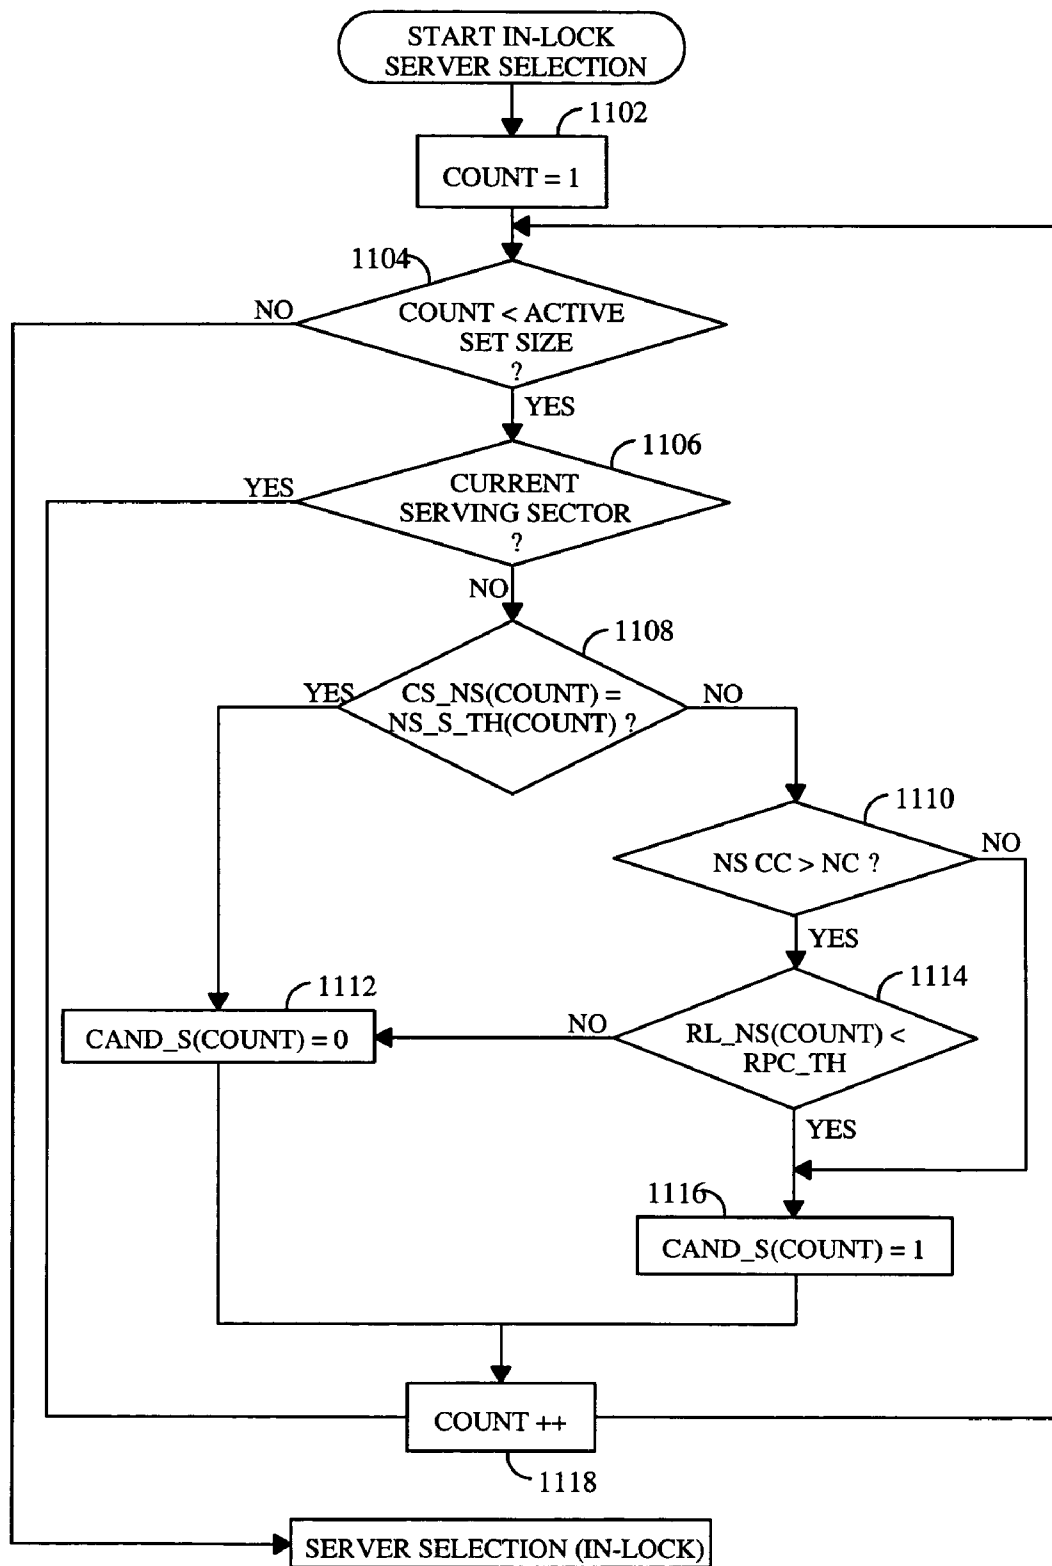 START IN-LOCK
SERVER SELECTION
1102
COUNT = 1
1104
NO
COUNT < ACTIVE
SET SIZE
?
YES
1106
YES
CURRENT
SERVING SECTOR
?
NO
1108
YES
CS_NS(COUNT) =
NS_S_TH(COUNT) ?
NO
1110
NS CC > NC ?
NO
YES
1112
1114
CAND_S(COUNT) = 0
NO
RL_NS(COUNT) <
RPC_TH
YES
1116
CAND_S(COUNT) = 1
COUNT ++
1118
SERVER SELECTION (IN-LOCK)